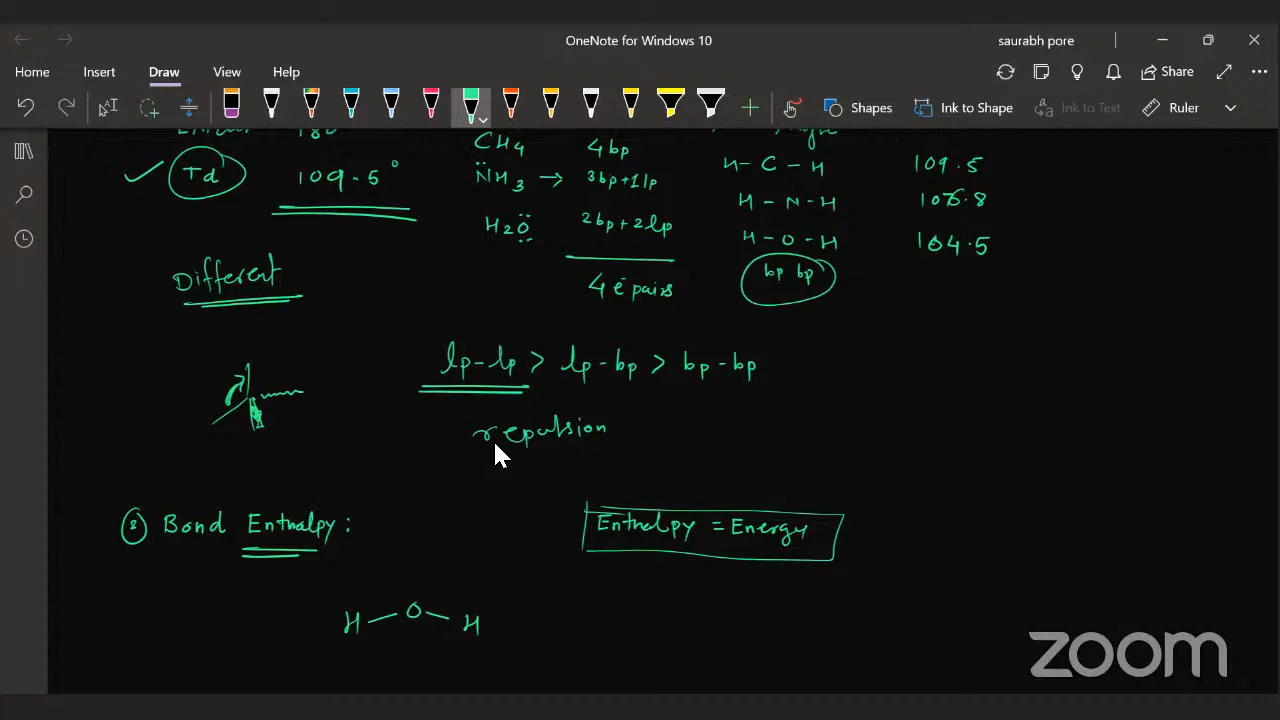 OneNote for Windows 10
saurabh pore
Home Insert Draw View Help
Share
Shapes Ink to Shape Ink to Text Ruler
180
CH4 4bp Angle
✓ Td 109.5° H - C - H 109.5
NH3 → 3bp+1lp H - N - H 106.8
H2O 2bp+2lp H - O - H 104.5
Different 4 e pairs bp bp
lp-lp > lp-bp > bp-bp
repulsion
② Bond Enthalpy: Enthalpy = Energy
H - O - H
zoom